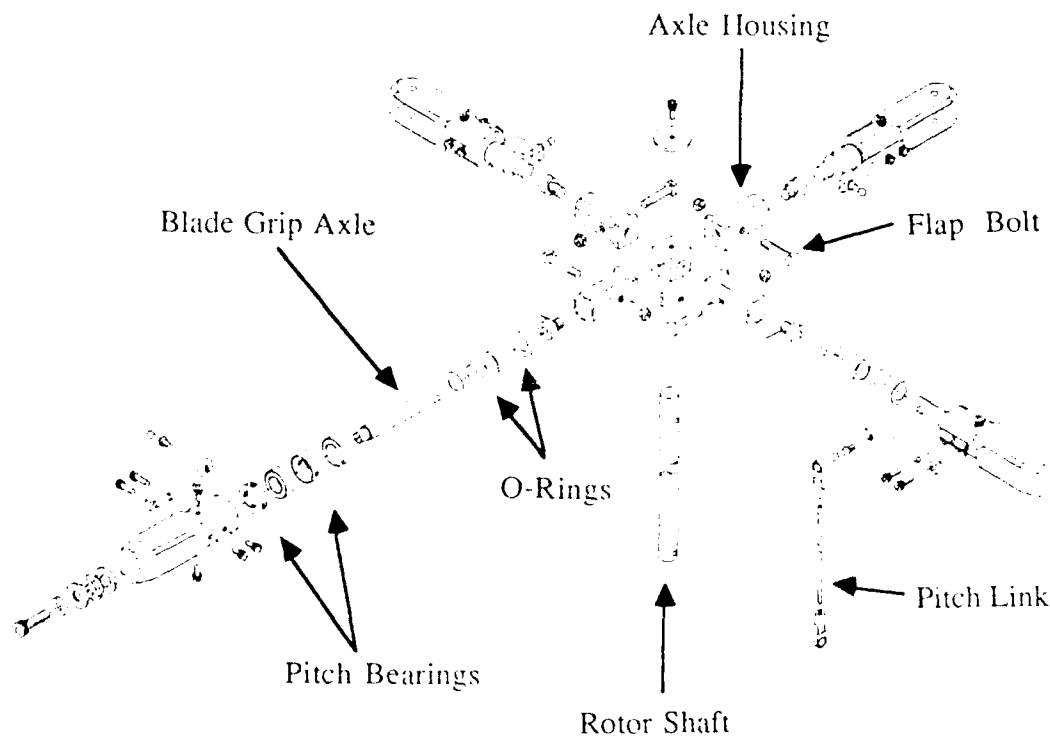 Axle Housing
Blade Grip Axle
Flap Bolt
O-Rings
Pitch Link
Pitch Bearings
Rotor Shaft